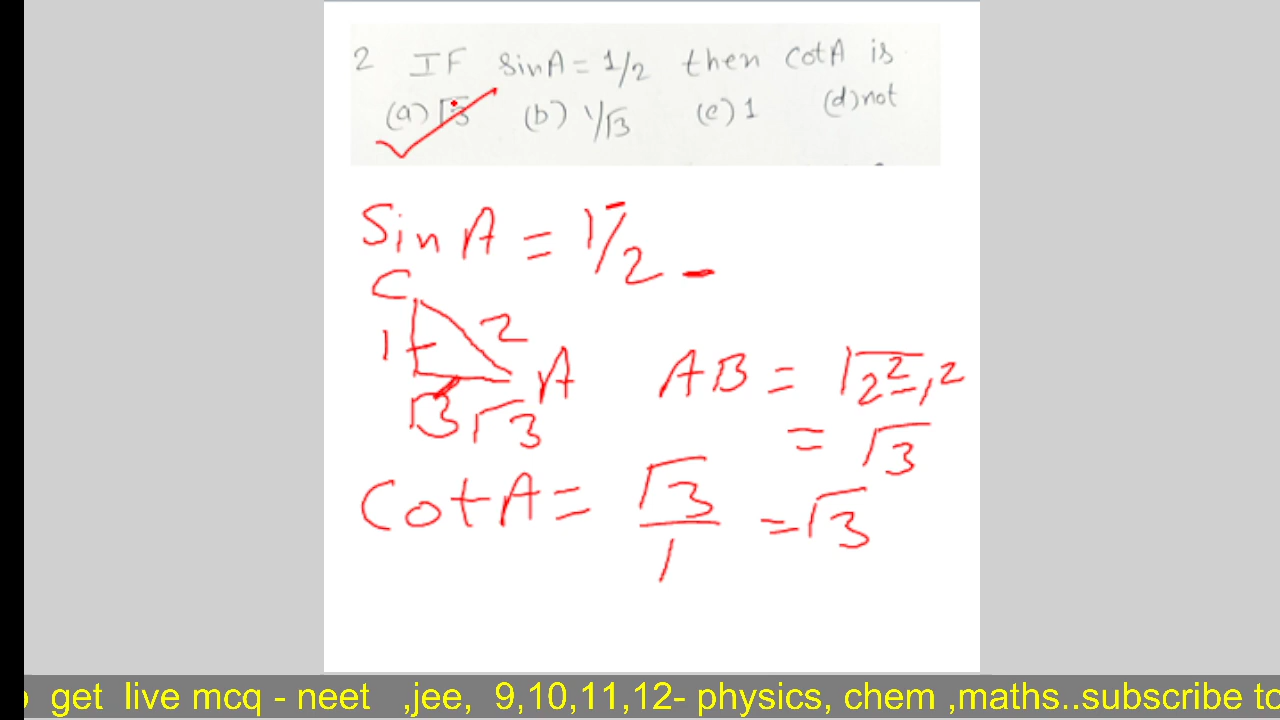 2 IF sinA = 1/2 then cotA is
(a) √3 (b) 1/√3 (c) 1 (d) not
Sin A = 1/2 -
C
1 2
A AB = √2²-1²
√3 √3 = √3
Cot A = √3/1 = √3
get live mcq - neet ,jee, 9,10,11,12- physics, chem ,maths..subscribe to